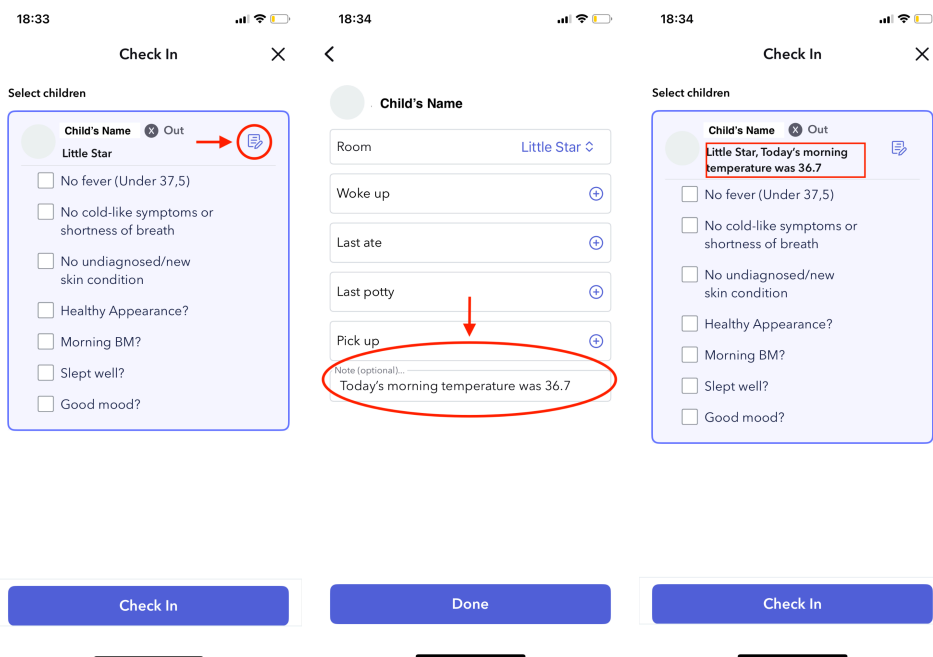 18:33
Check In
Select children
Child's Name X Out
Little Star
No fever (Under 37,5)
No cold-like symptoms or
shortness of breath
No undiagnosed/new
skin condition
Healthy Appearance?
Morning BM?
Slept well?
Good mood?
Check In
18:34
Child's Name
Room Little Star
Woke up
Last ate
Last potty
Pick up
Note (optional)...
Today's morning temperature was 36.7
Done
18:34
Check In
Select children
Child's Name X Out
Little Star, Today's morning
temperature was 36.7
No fever (Under 37,5)
No cold-like symptoms or
shortness of breath
No undiagnosed/new
skin condition
Healthy Appearance?
Morning BM?
Slept well?
Good mood?
Check In